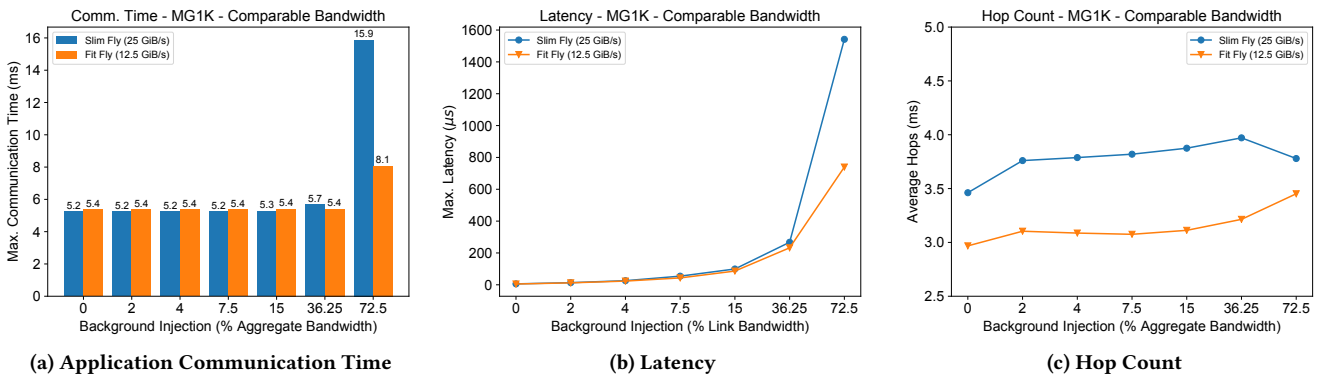 Comm. Time - MG1K - Comparable Bandwidth
Slim Fly (25 GiB/s)
Fit Fly (12.5 GiB/s)
Max. Communication Time (ms)
16
14
12
10
8
6
4
2
0
5.2 5.4 5.2 5.4 5.2 5.4 5.2 5.4 5.3 5.4 5.7 5.4 15.9 8.1
0 2 4 7.5 15 36.25 72.5
Background Injection (% Aggregate Bandwidth)
(a) Application Communication Time
Latency - MG1K - Comparable Bandwidth
Slim Fly (25 GiB/s)
Fit Fly (12.5 GiB/s)
Max. Latency (μs)
1600
1400
1200
1000
800
600
400
200
0
0 2 4 7.5 15 36.25 72.5
Background Injection (% Link Bandwidth)
(b) Latency
Hop Count - MG1K - Comparable Bandwidth
Slim Fly (25 GiB/s)
Fit Fly (12.5 GiB/s)
Average Hops (ms)
5.0
4.5
4.0
3.5
3.0
2.5
0 2 4 7.5 15 36.25 72.5
Background Injection (% Aggregate Bandwidth)
(c) Hop Count